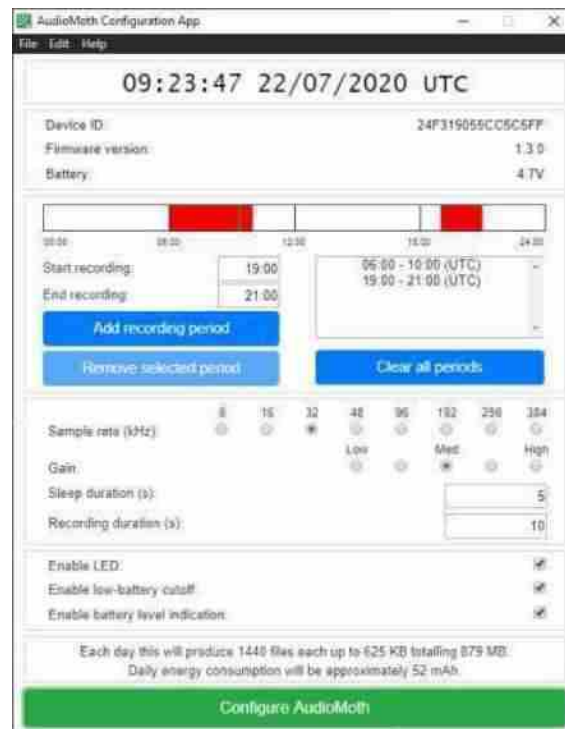 AudioMoth Configuration App
File Edit Help
09:23:47 22/07/2020 UTC
Device ID: 24F319055CC5C5FF
Firmware version: 1.3.0
Battery: 4.7V
00:00 06:00 12:00 18:00 24:00
Start recording: 19:00
End recording: 21:00
06:00 - 10:00 (UTC)
19:00 - 21:00 (UTC)
Add recording period
Remove selected period
Clear all periods
8 16 32 48 96 192 256 384
Sample rate (kHz):
Low Med High
Gain:
Sleep duration (s): 5
Recording duration (s): 10
Enable LED:
Enable low-battery cutoff:
Enable battery level indication:
Each day this will produce 1440 files each up to 625 KB totalling 879 MB.
Daily energy consumption will be approximately 52 mAh.
Configure AudioMoth